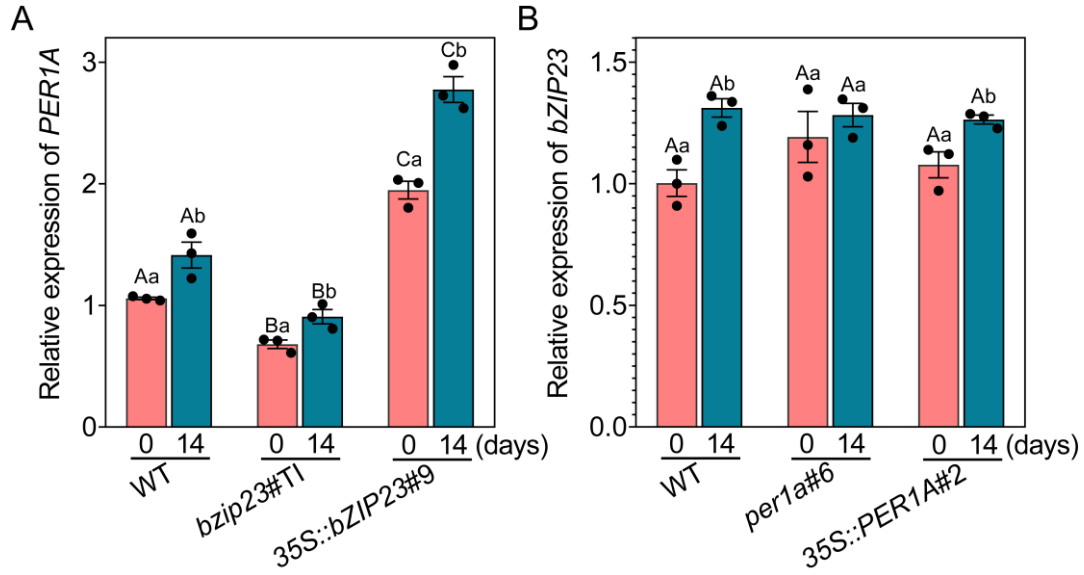 A
Relative expression of PER1A
3
2
1
0
Aa
Ab
Ba
Bb
Ca
Cb
0 14 0 14 0 14 (days)
WT
bzip23#TI
35S::bZIP23#9
B
Relative expression of bZIP23
1.5
1.0
0.5
0.0
Aa
Ab
Aa
Aa
Aa
Ab
0 14 0 14 0 14 (days)
WT
per1a#6
35S::PER1A#2